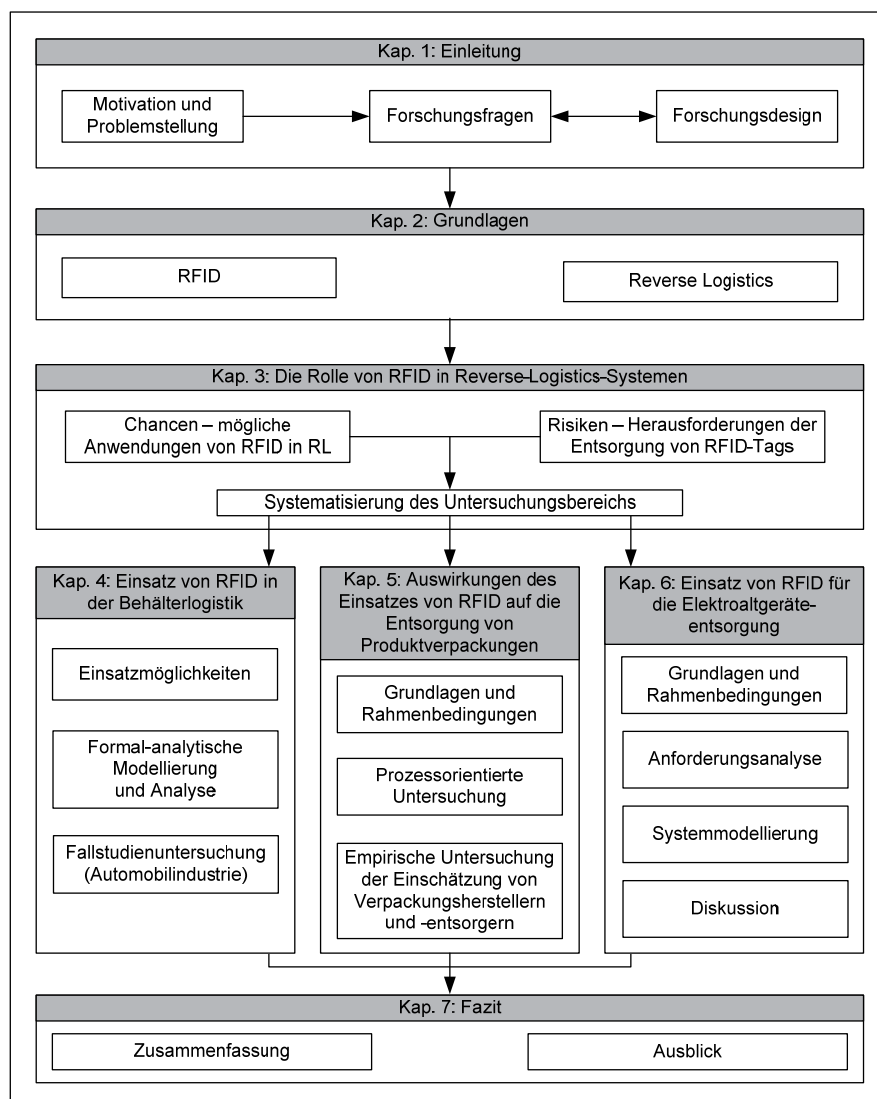 Kap. 1: Einleitung
Motivation und
Problemstellung
Forschungsfragen
Forschungsdesign
Kap. 2: Grundlagen
RFID
Reverse Logistics
Kap. 3: Die Rolle von RFID in Reverse-Logistics-Systemen
Chancen – mögliche
Anwendungen von RFID in RL
Risiken – Herausforderungen der
Entsorgung von RFID-Tags
Systematisierung des Untersuchungsbereichs
Kap. 4: Einsatz von RFID in
der Behälterlogistik
Einsatzmöglichkeiten
Formal-analytische
Modellierung
und Analyse
Fallstudienuntersuchung
(Automobilindustrie)
Kap. 5: Auswirkungen des
Einsatzes von RFID auf die
Entsorgung von
Produktverpackungen
Grundlagen und
Rahmenbedingungen
Prozessorientierte
Untersuchung
Empirische Untersuchung
der Einschätzung von
Verpackungsherstellern
und -entsorgern
Kap. 6: Einsatz von RFID für
die Elektroaltgeräte-
entsorgung
Grundlagen und
Rahmenbedingungen
Anforderungsanalyse
Systemmodellierung
Diskussion
Kap. 7: Fazit
Zusammenfassung
Ausblick